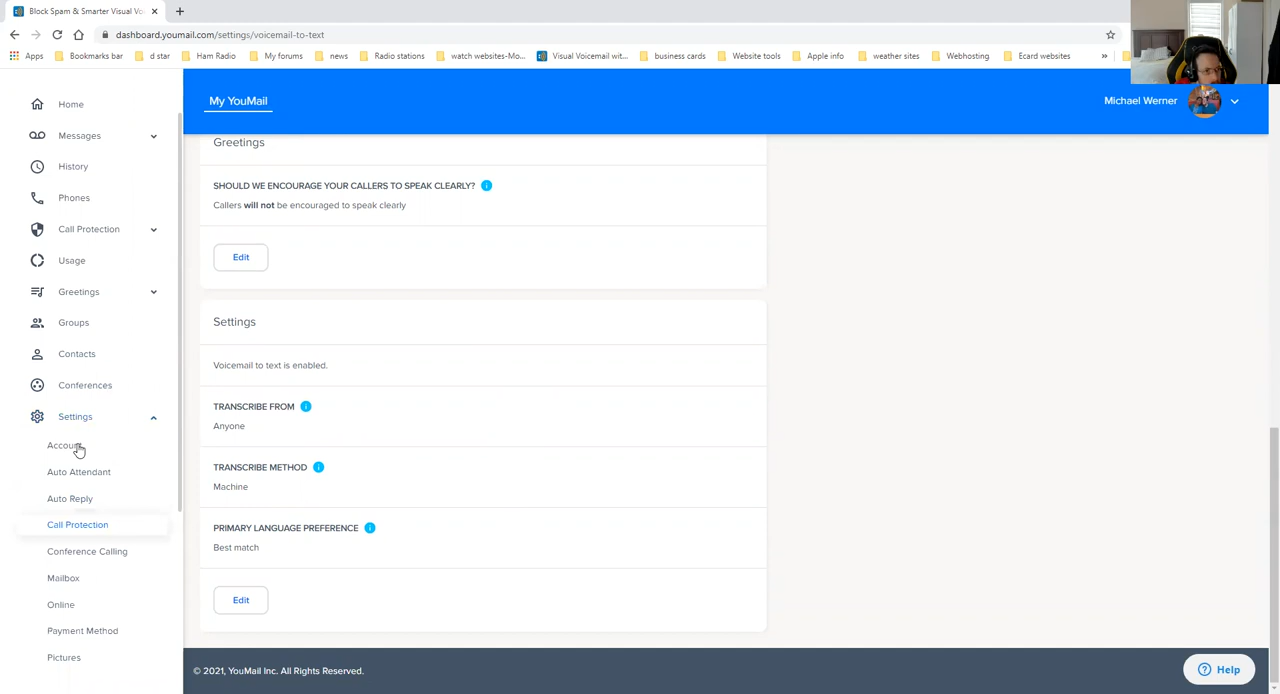 Block Spam & Smarter Visual Vo
dashboard.youmail.com/settings/voicemail-to-text
Apps
Bookmarks bar
d star
Ham Radio
My forums
news
Radio stations
watch websites-Mo...
Visual Voicemail wit...
business cards
Website tools
Apple info
weather sites
Webhosting
Ecard websites
»
My YouMail
Michael Werner
Home
Messages
History
Phones
Call Protection
Usage
Greetings
Groups
Contacts
Conferences
Settings
Account
Auto Attendant
Auto Reply
Call Protection
Conference Calling
Mailbox
Online
Payment Method
Pictures
Greetings
SHOULD WE ENCOURAGE YOUR CALLERS TO SPEAK CLEARLY?
Callers will not be encouraged to speak clearly
Edit
Settings
Voicemail to text is enabled.
TRANSCRIBE FROM
Anyone
TRANSCRIBE METHOD
Machine
PRIMARY LANGUAGE PREFERENCE
Best match
Edit
© 2021, YouMail Inc. All Rights Reserved.
Help